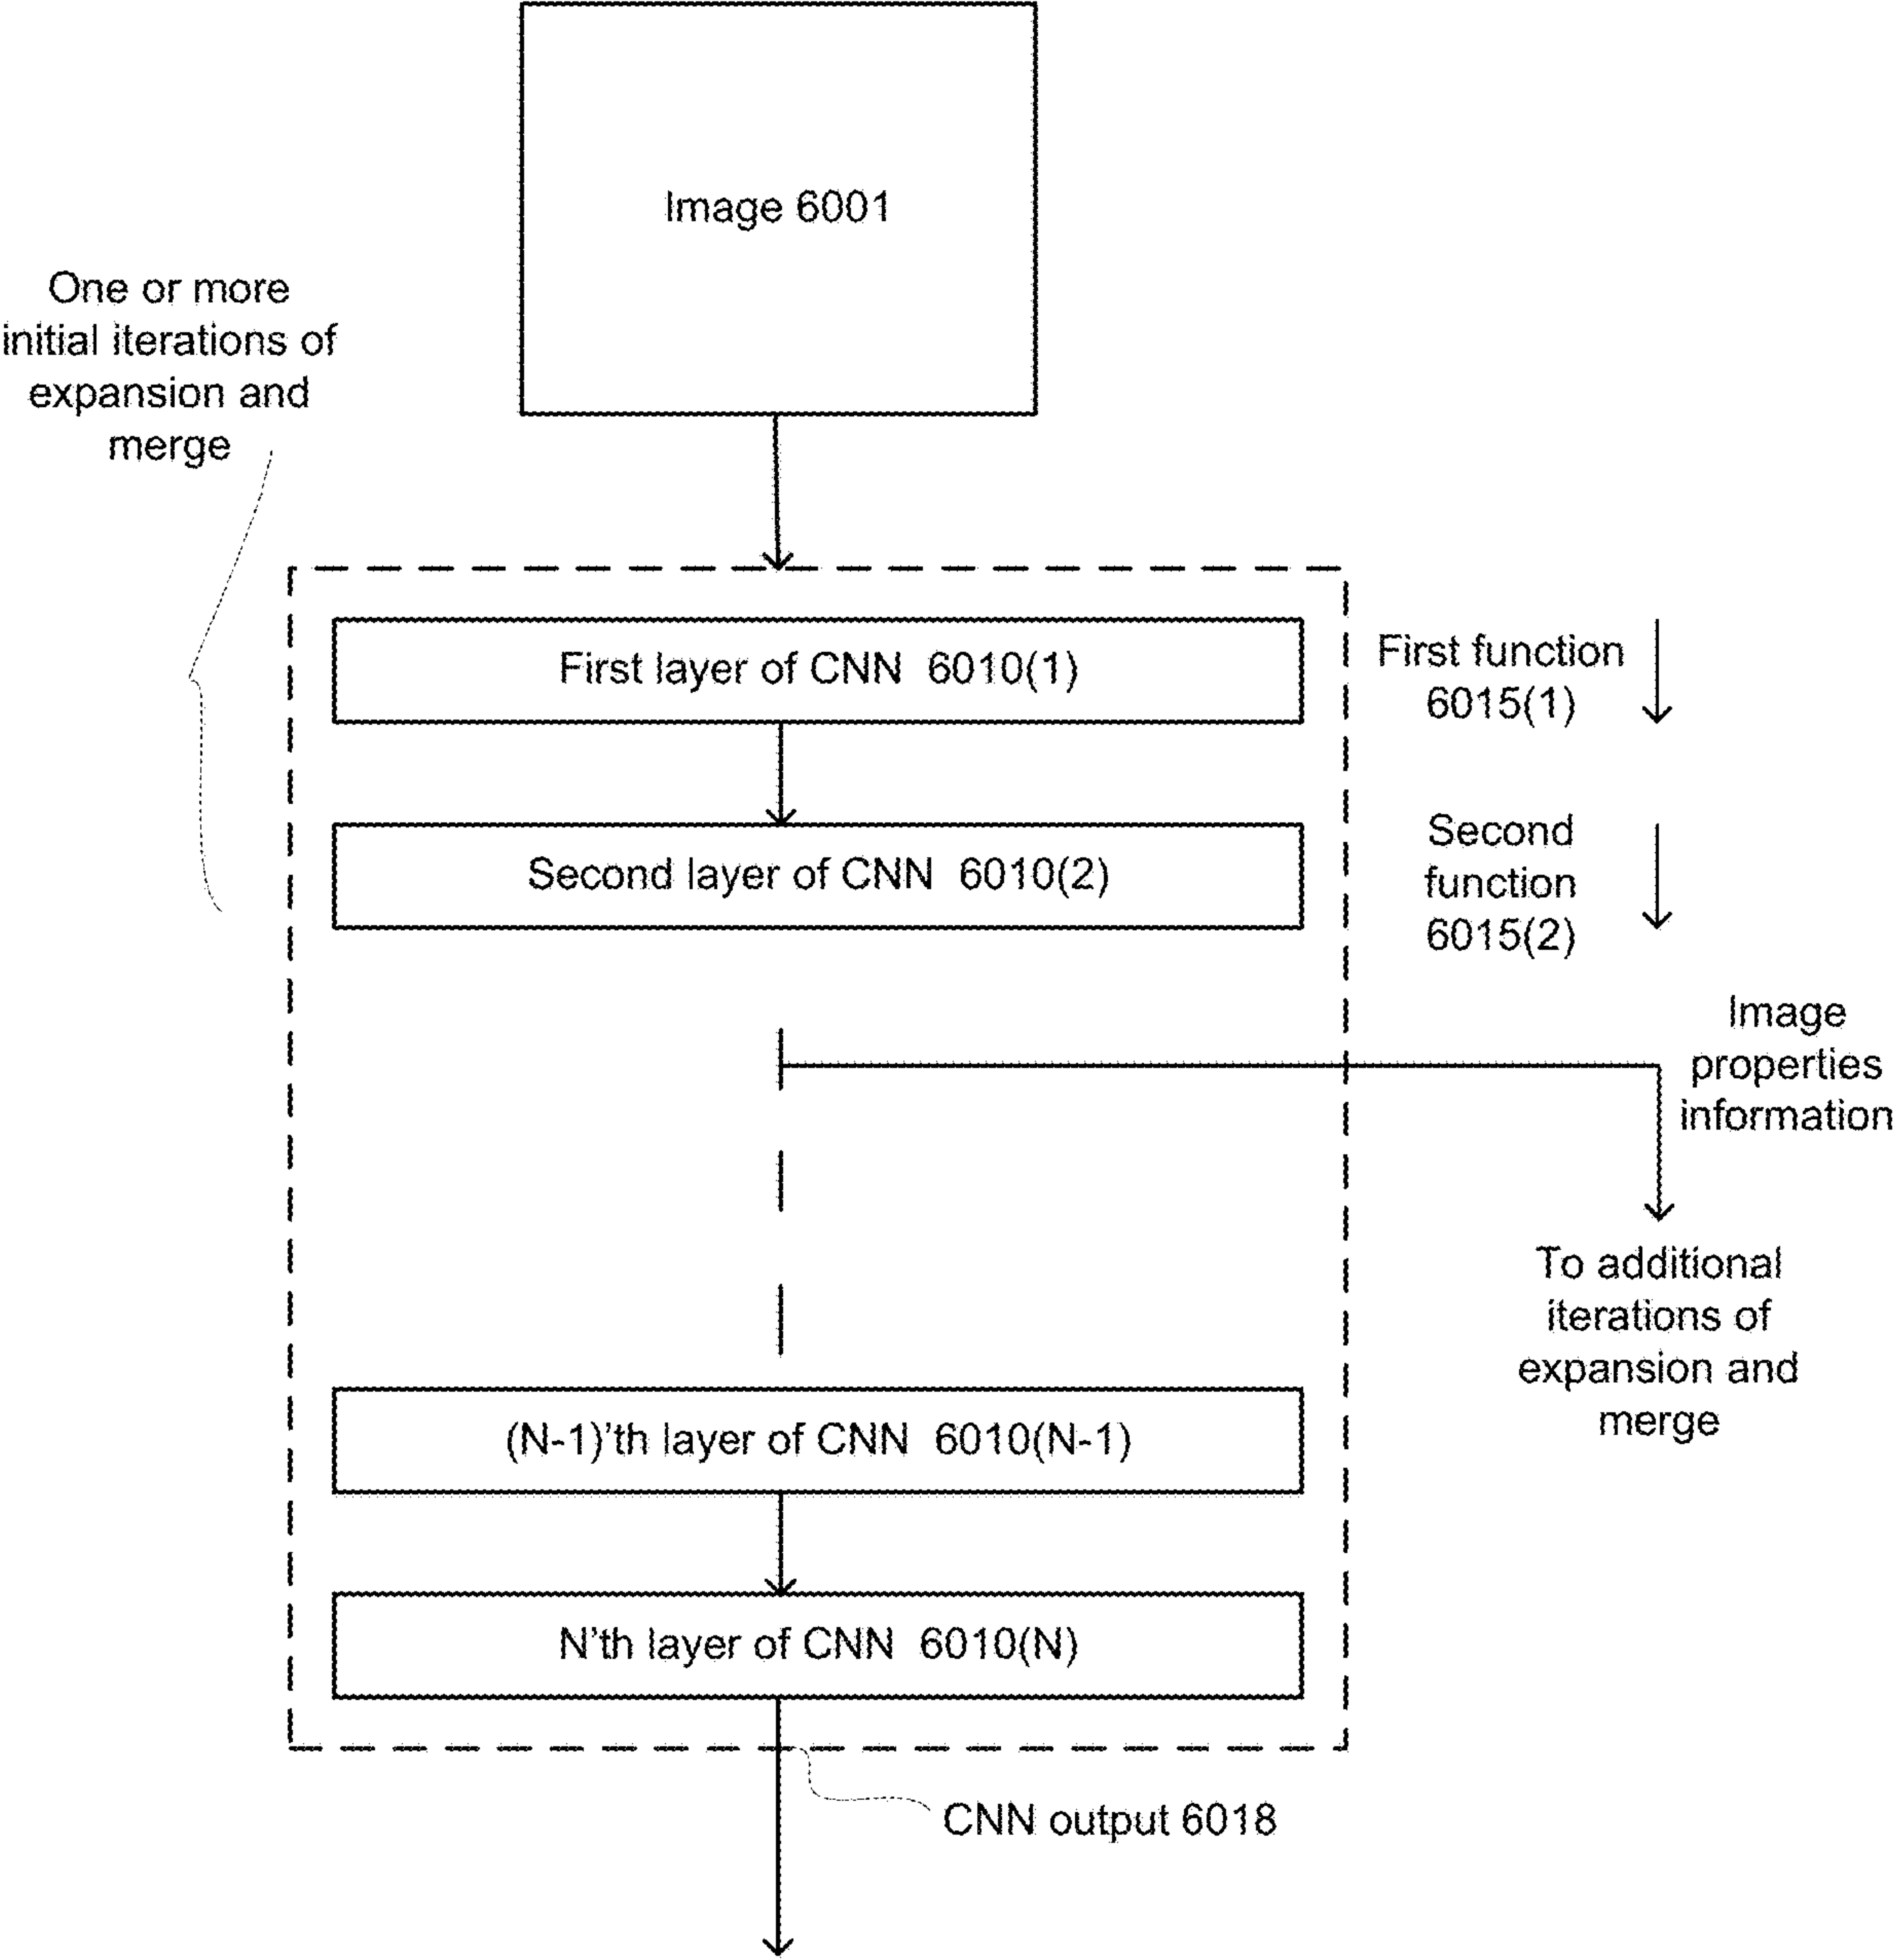 Image 6001
One or more
initial iterations of
expansion and
merge
First layer of CNN 6010(1)
First function
6015(1)
Second layer of CNN 6010(2)
Second
function
6015(2)
Image
properties
information
To additional
iterations of
expansion and
merge
(N-1)'th layer of CNN 6010(N-1)
N'th layer of CNN 6010(N)
CNN output 6018